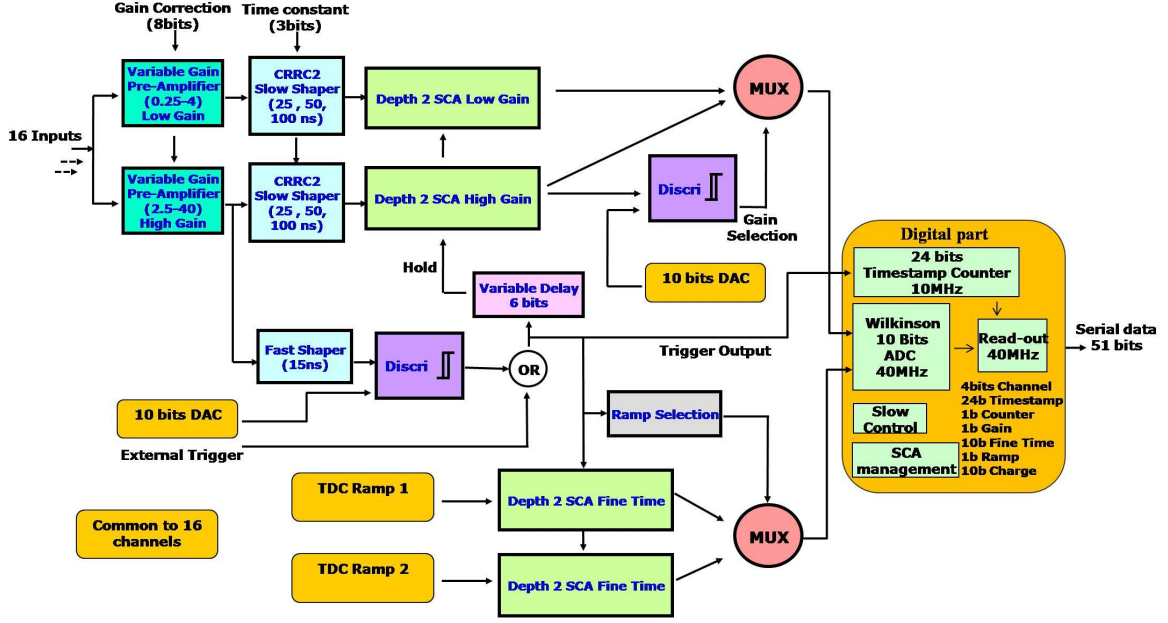 Gain Correction
(8bits)
Time constant
(3bits)
Variable Gain
Pre-Amplifier
(0.25-4)
Low Gain
CRRC2
Slow Shaper
(25 , 50,
100 ns)
Depth 2 SCA Low Gain
MUX
16 Inputs
Variable Gain
Pre-Amplifier
(2.5-40)
High Gain
CRRC2
Slow Shaper
(25 , 50,
100 ns)
Depth 2 SCA High Gain
Discri
Gain
Selection
Hold
10 bits DAC
Variable Delay
6 bits
Digital part
24 bits
Timestamp Counter
10MHz
Wilkinson
10 Bits
ADC
40MHz
Read-out
40MHz
Serial data
51 bits
Fast Shaper
(15ns)
Discri
OR
Trigger Output
10 bits DAC
External Trigger
Ramp Selection
Slow
Control
SCA
management
4bits Channel
24b Timestamp
1b Counter
1b Gain
10b Fine Time
1b Ramp
10b Charge
TDC Ramp 1
Depth 2 SCA Fine Time
MUX
Common to 16
channels
TDC Ramp 2
Depth 2 SCA Fine Time